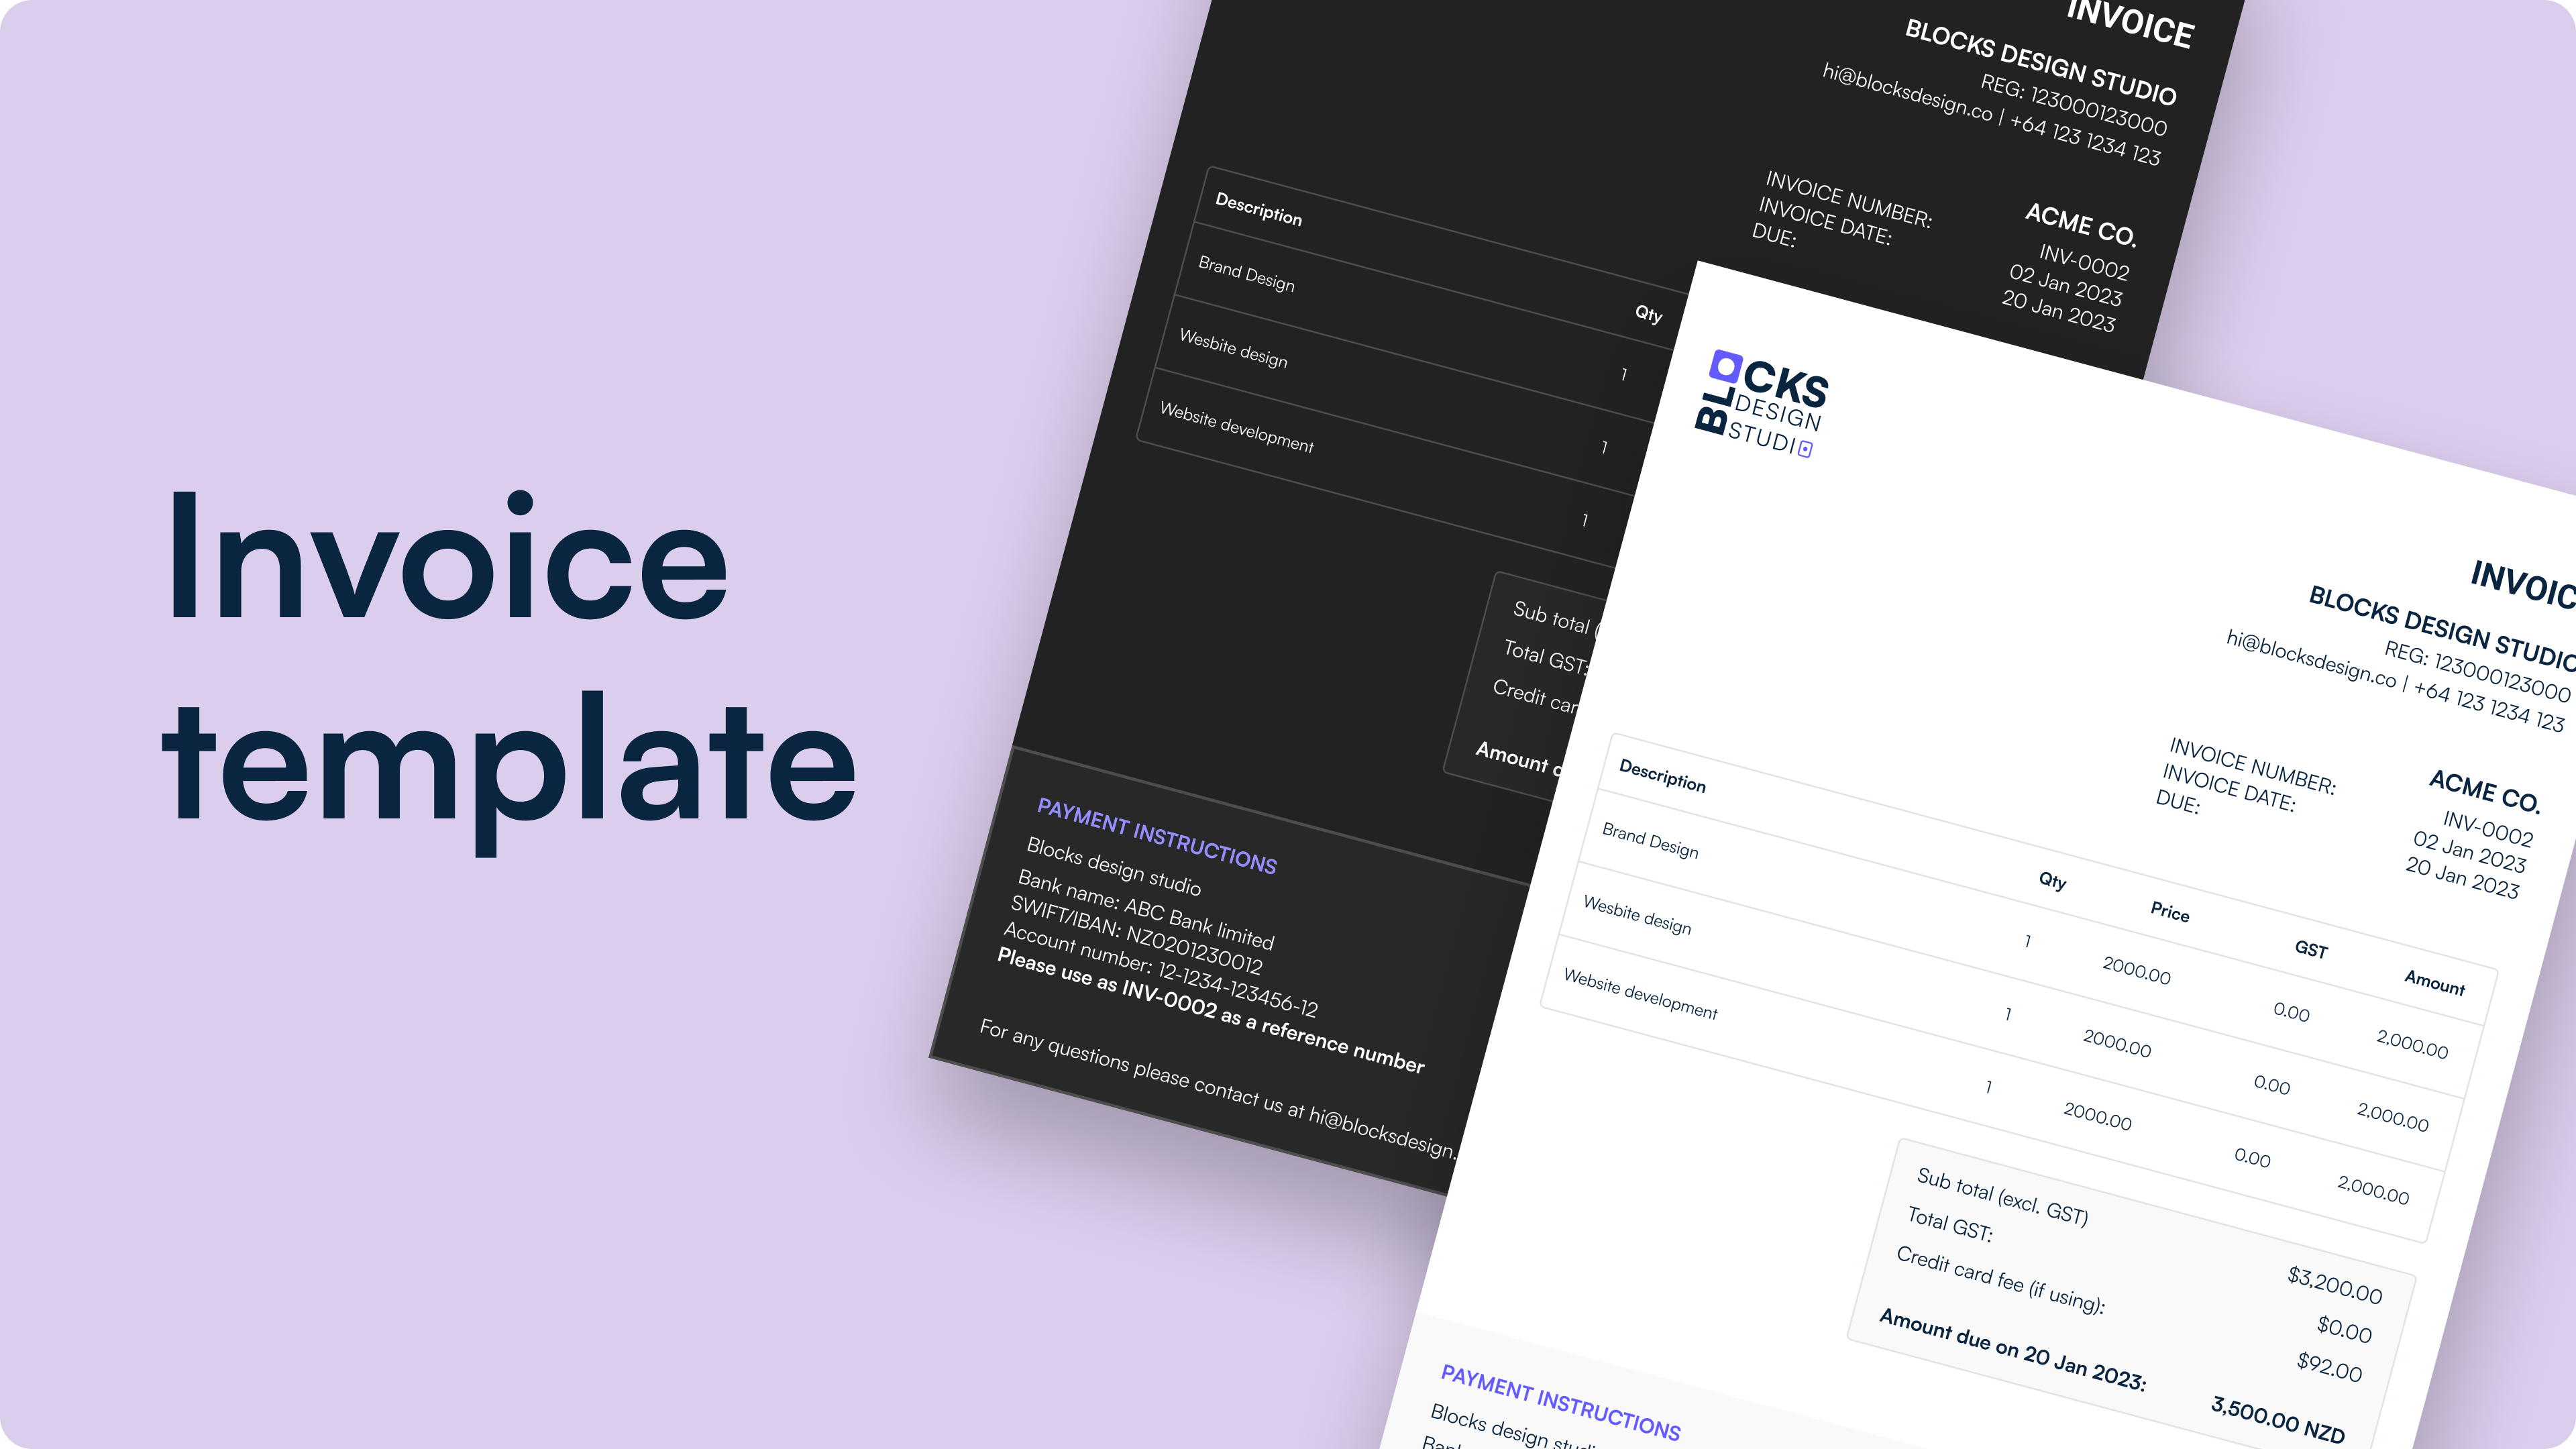 Invoice
template
INVOICE
BLOCKS DESIGN STUDIO
REG: 123000123000
hi@blocksdesign.co | +64 123 1234 123
ACME CO.
INVOICE NUMBER: INV-0002
INVOICE DATE: 02 Jan 2023
DUE: 20 Jan 2023
Description Qty
Brand Design 1
Wesbite design 1
Website development 1
Sub total (
Total GST:
Credit car
Amount d
PAYMENT INSTRUCTIONS
Blocks design studio
Bank name: ABC Bank limited
SWIFT/IBAN: NZ0201230012
Account number: 12-1234-123456-12
Please use as INV-0002 as a reference number
For any questions please contact us at hi@blocksdesign.
BLOCKS
DESIGN
STUDIO
INVOIC
BLOCKS DESIGN STUDIO
REG: 123000123000
hi@blocksdesign.co | +64 123 1234 123
ACME CO.
INVOICE NUMBER: INV-0002
INVOICE DATE: 02 Jan 2023
DUE: 20 Jan 2023
Description Qty Price GST Amount
Brand Design 1 2000.00 0.00 2,000.00
Wesbite design 1 2000.00 0.00 2,000.00
Website development 1 2000.00 0.00 2,000.00
Sub total (excl. GST) $3,200.00
Total GST: $0.00
Credit card fee (if using): $92.00
Amount due on 20 Jan 2023: 3,500.00 NZD
PAYMENT INSTRUCTIONS
Blocks design